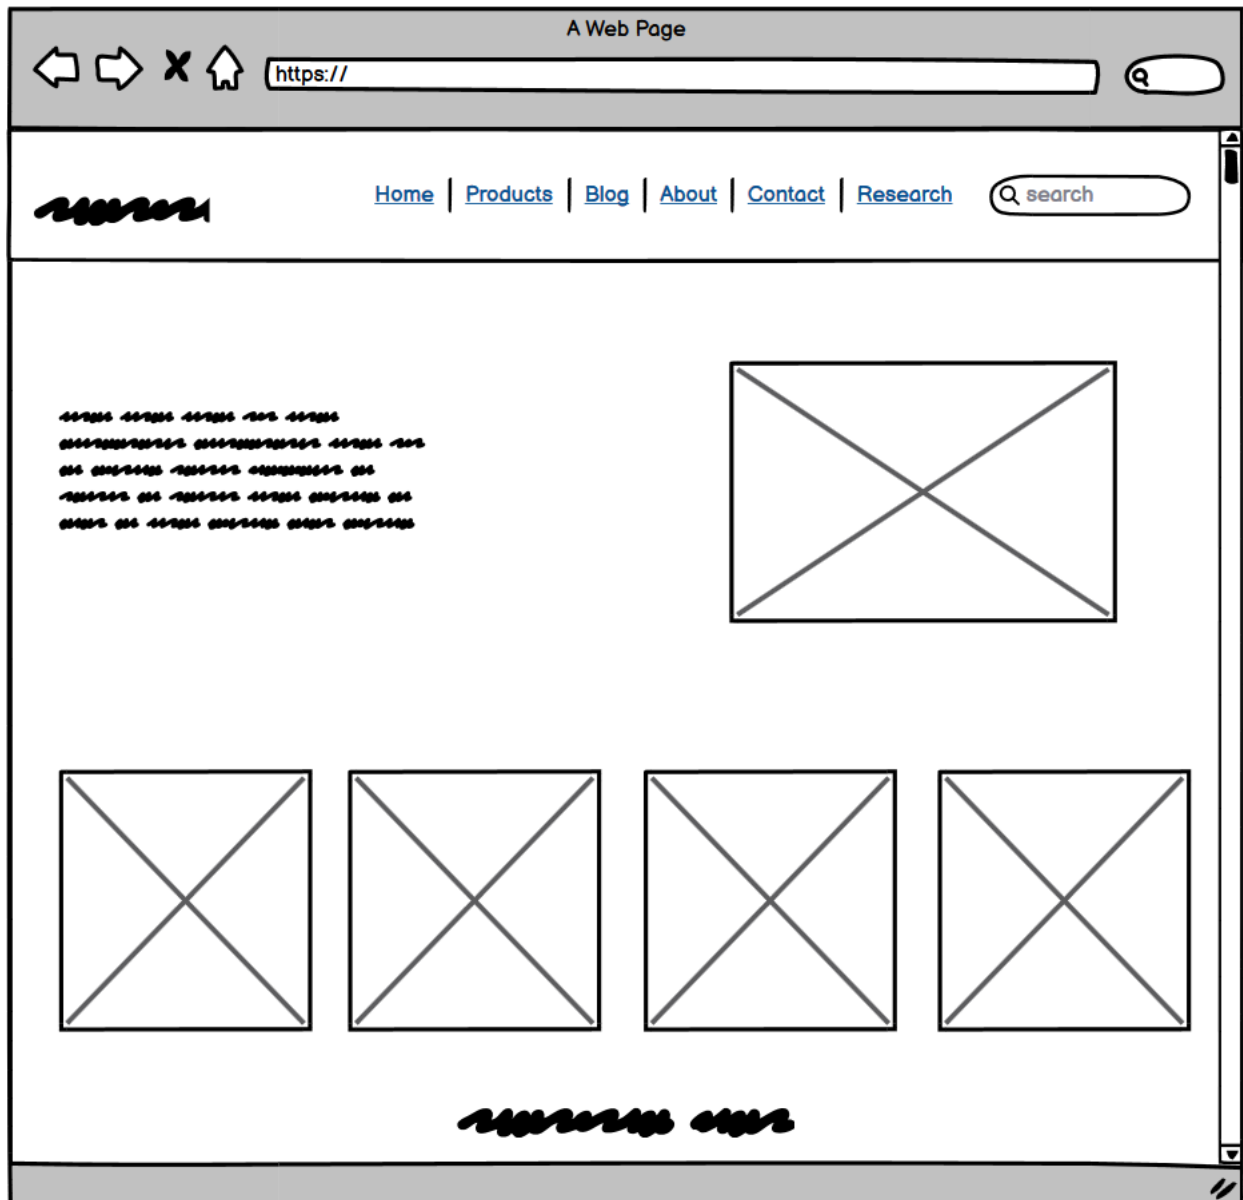 A Web Page
https://
Home | Products | Blog | About | Contact | Research
search